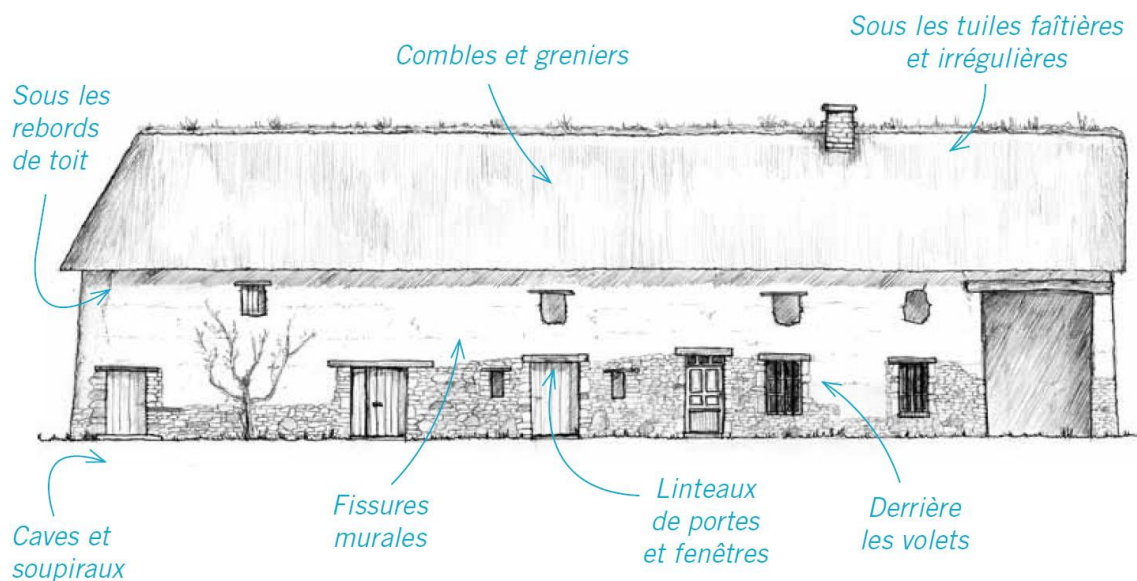 Sous les tuiles faîtières
et irrégulières
Combles et greniers
Sous les
rebords
de toit
Caves et
soupiraux
Fissures
murales
Linteaux
de portes
et fenêtres
Derrière
les volets